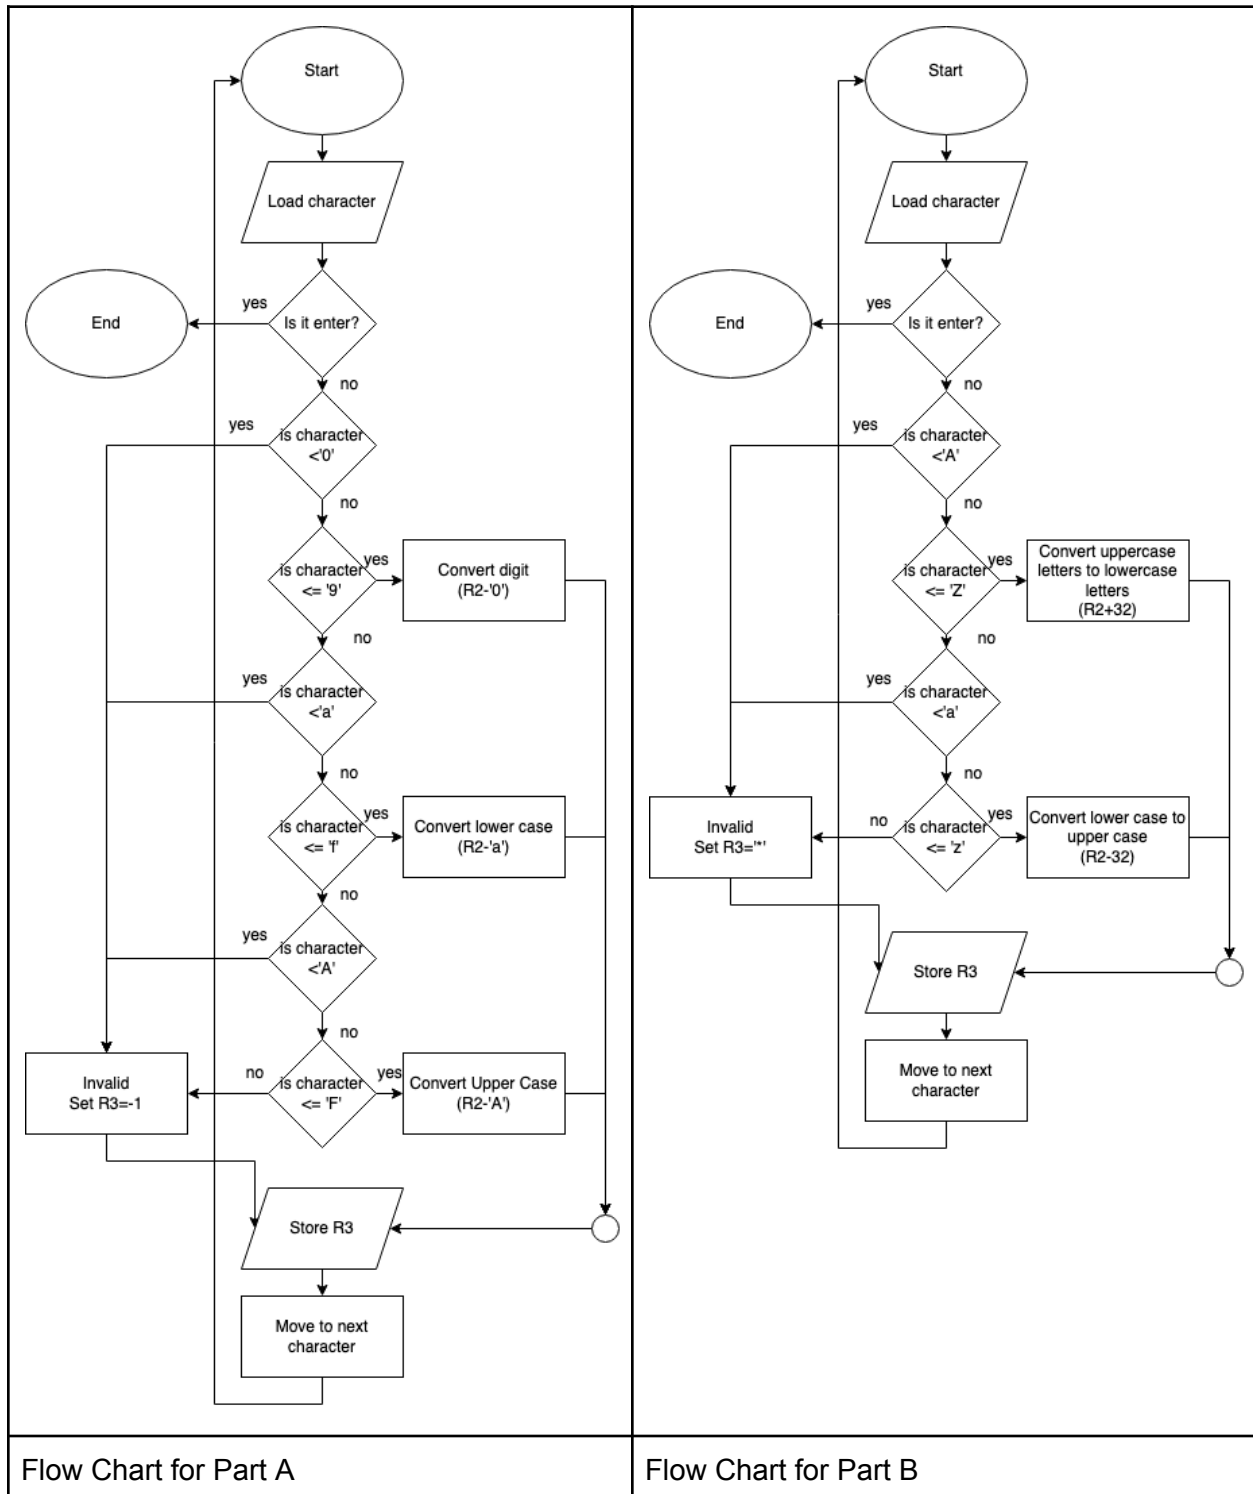 Start
Load character
Is it enter?
yes
End
no
is character
<'0'
yes
no
is character
<= '9'
yes
Convert digit
(R2-'0')
no
is character
<'a'
yes
no
is character
<= 'f'
yes
Convert lower case
(R2-'a')
no
is character
<'A'
yes
no
is character
<= 'F'
yes
Convert Upper Case
(R2-'A')
no
Invalid
Set R3=-1
Store R3
Move to next
character
Flow Chart for Part A
Start
Load character
Is it enter?
yes
End
no
is character
<'A'
yes
no
is character
<= 'Z'
yes
Convert uppercase
letters to lowercase
letters
(R2+32)
no
is character
<'a'
yes
no
is character
<= 'z'
yes
Convert lower case to
upper case
(R2-32)
no
Invalid
Set R3='*'
Store R3
Move to next
character
Flow Chart for Part B